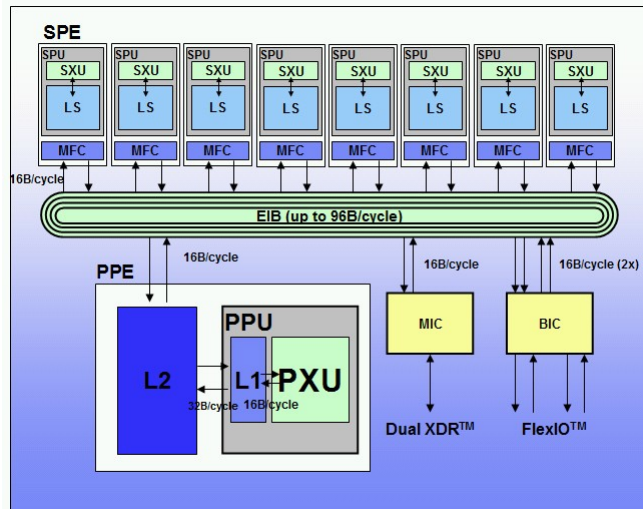 SPE
SPU SPU SPU SPU SPU SPU SPU SPU
SXU SXU SXU SXU SXU SXU SXU SXU
LS LS LS LS LS LS LS LS
MFC MFC MFC MFC MFC MFC MFC MFC
16B/cycle
EIB (up to 96B/cycle)
16B/cycle 16B/cycle 16B/cycle (2x)
PPE
PPU
MIC BIC
L2 L1 PXU
32B/cycle 16B/cycle
Dual XDR™ FlexIO™